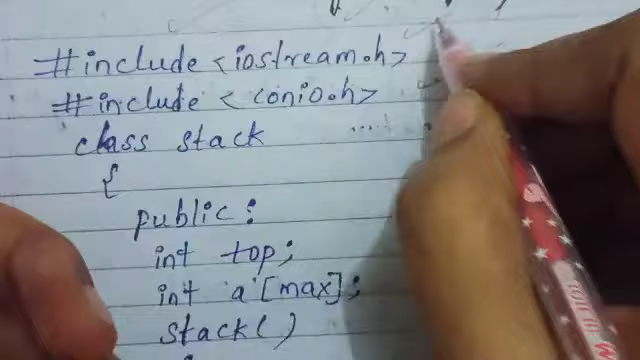 #include <iostream.h>
#include <conio.h>
class stack
{
public:
int top;
int a[max];
stack()